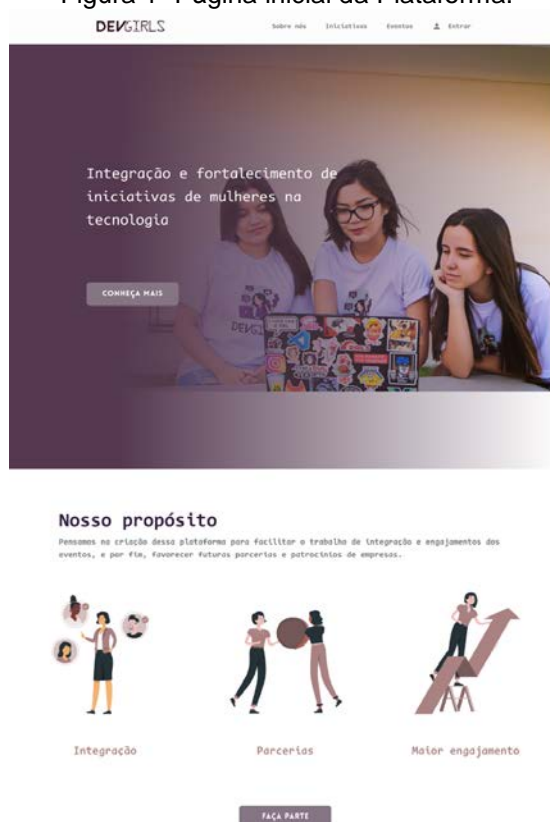 Figura 1- Página inicial da Plataforma.
DEVGIRLS
Sobre nós Iniciativas Eventos Entrar
Integração e fortalecimento de
iniciativas de mulheres na
tecnologia
CONHEÇA MAIS
Nosso propósito
Pensamos na criação dessa plataforma para facilitar o trabalho de integração e engajamentos dos
eventos, e por fim, favorecer futuras parcerias e patrocínios de empresas.
Integração Parcerias Maior engajamento
FAÇA PARTE